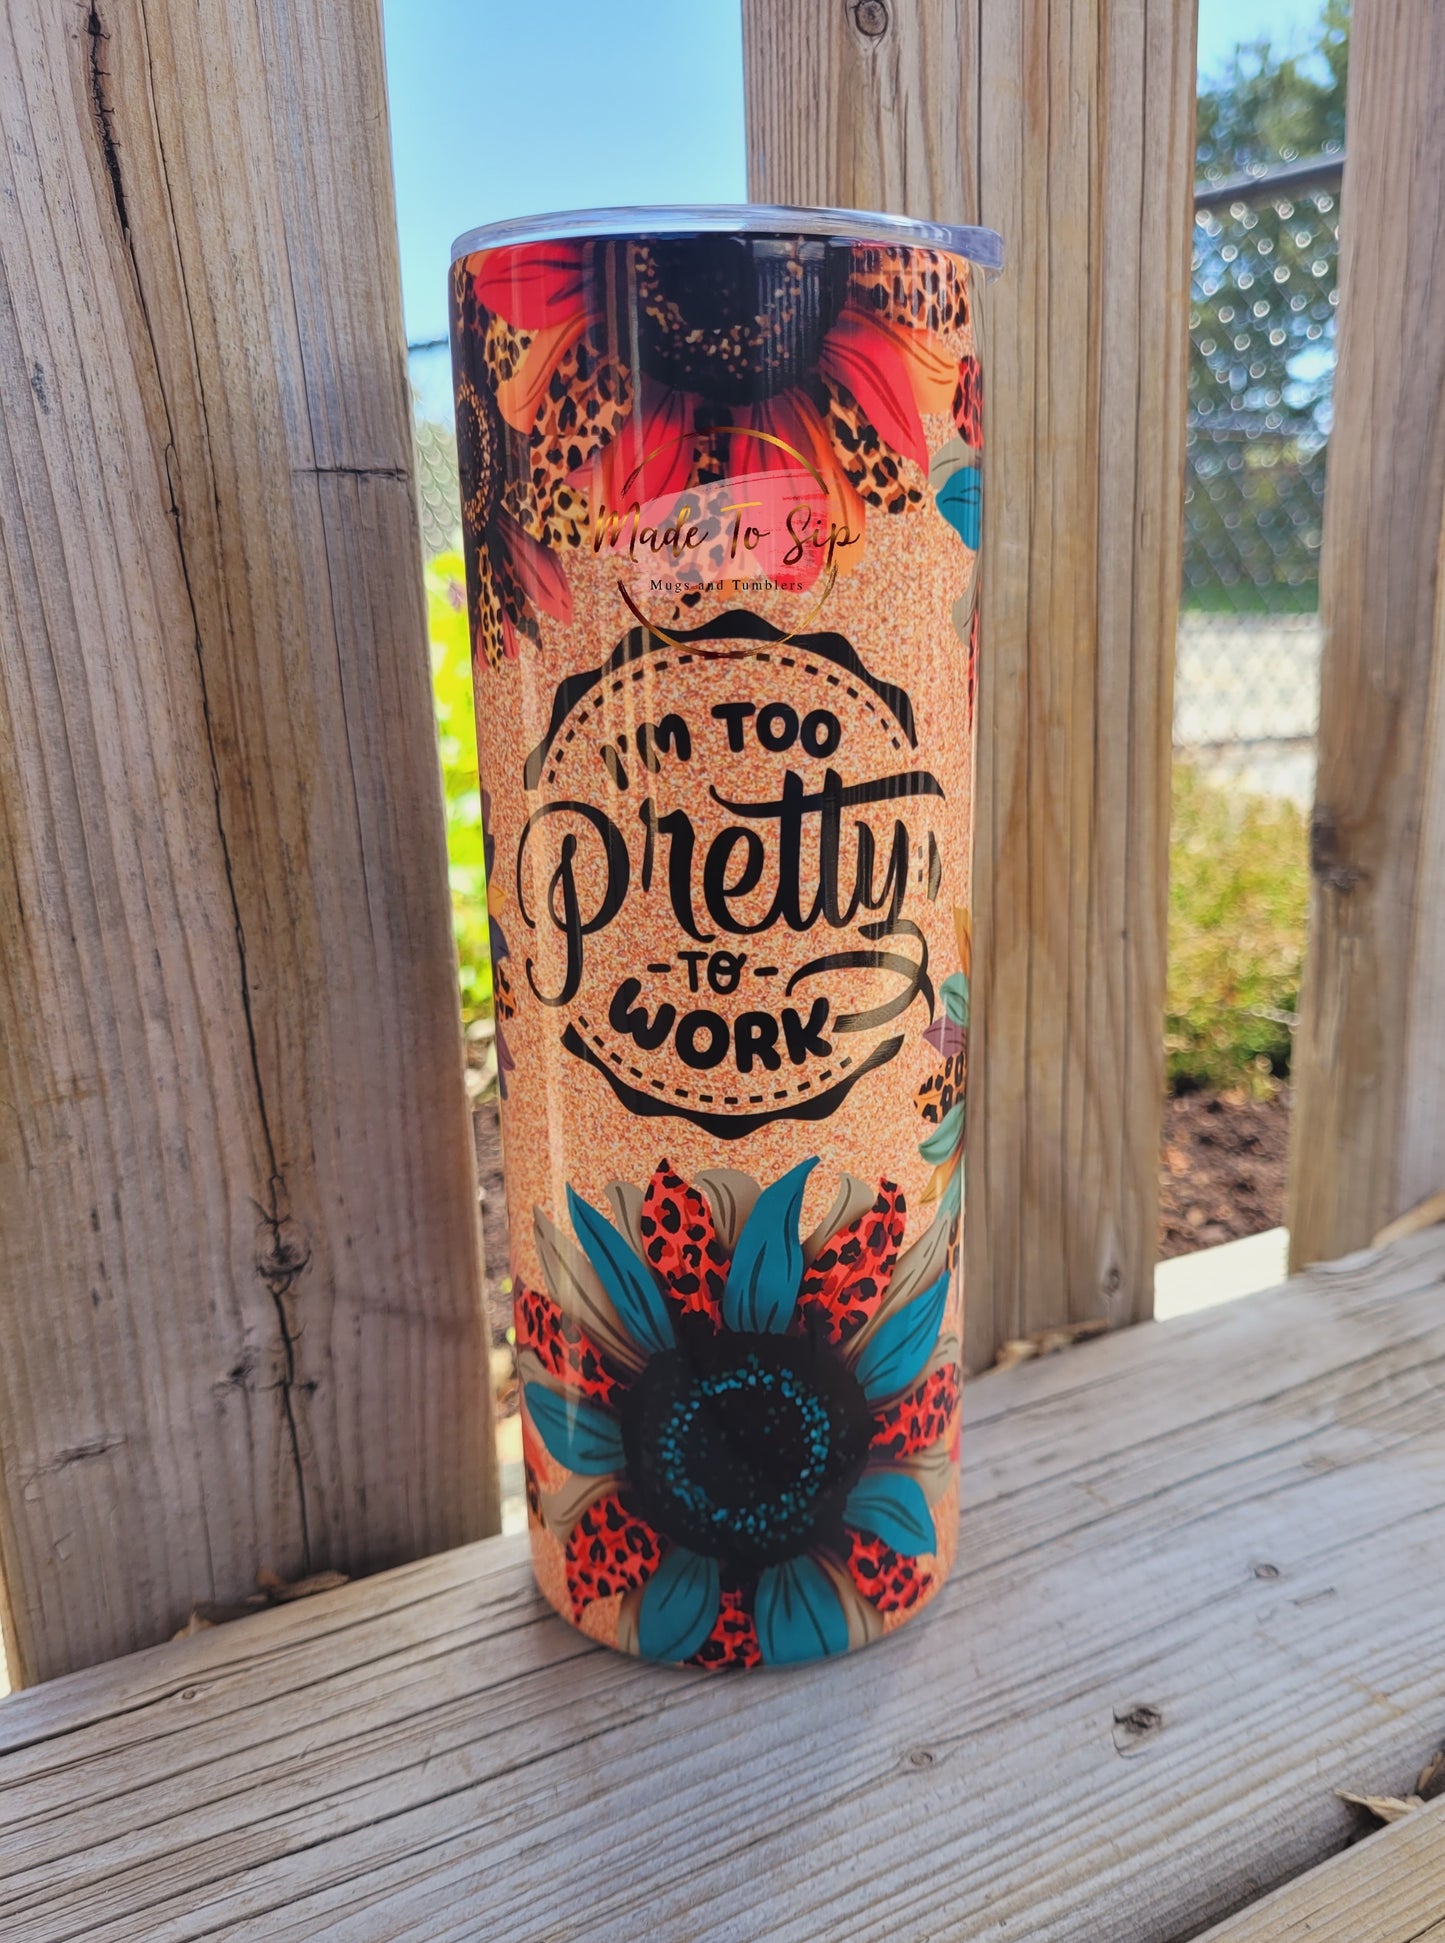 Made To Sip
Mugs and Tumblers
I'M TOO
Pretty
-TO-
WORK